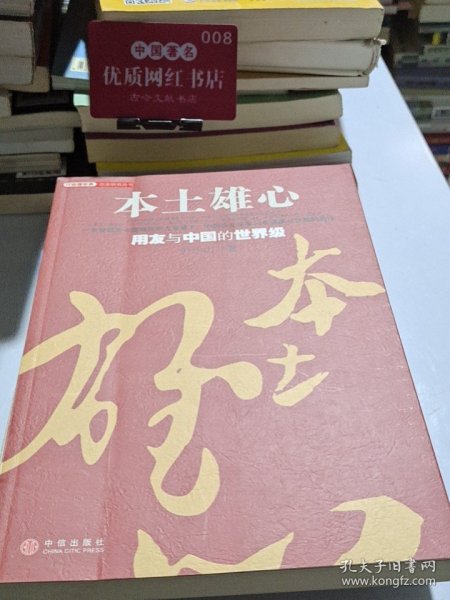 008
中国著名
优质网红书店
古今文献书店
本土雄心
用友与中国的世界级
本土
雄
中信出版社
CHINA CITIC PRESS
孔夫子旧书网
www.kongfz.com